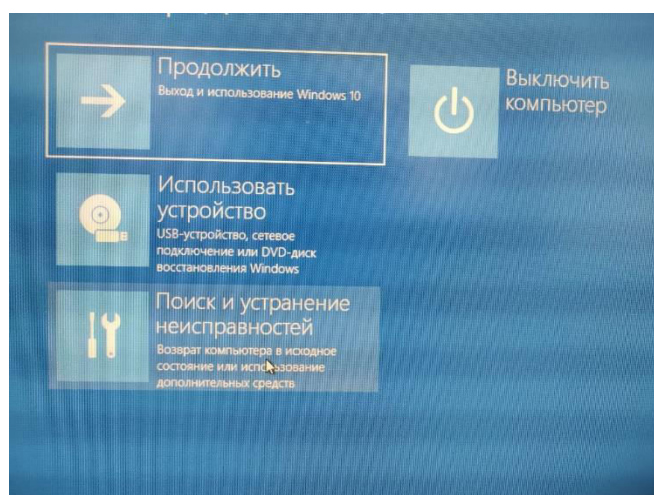 Продолжить
Выход и использование Windows 10
Выключить
компьютер
Использовать
устройство
USB-устройство, сетевое
подключение или DVD-диск
восстановления Windows
Поиск и устранение
неисправностей
Возврат компьютера в исходное
состояние или использование
дополнительных средств